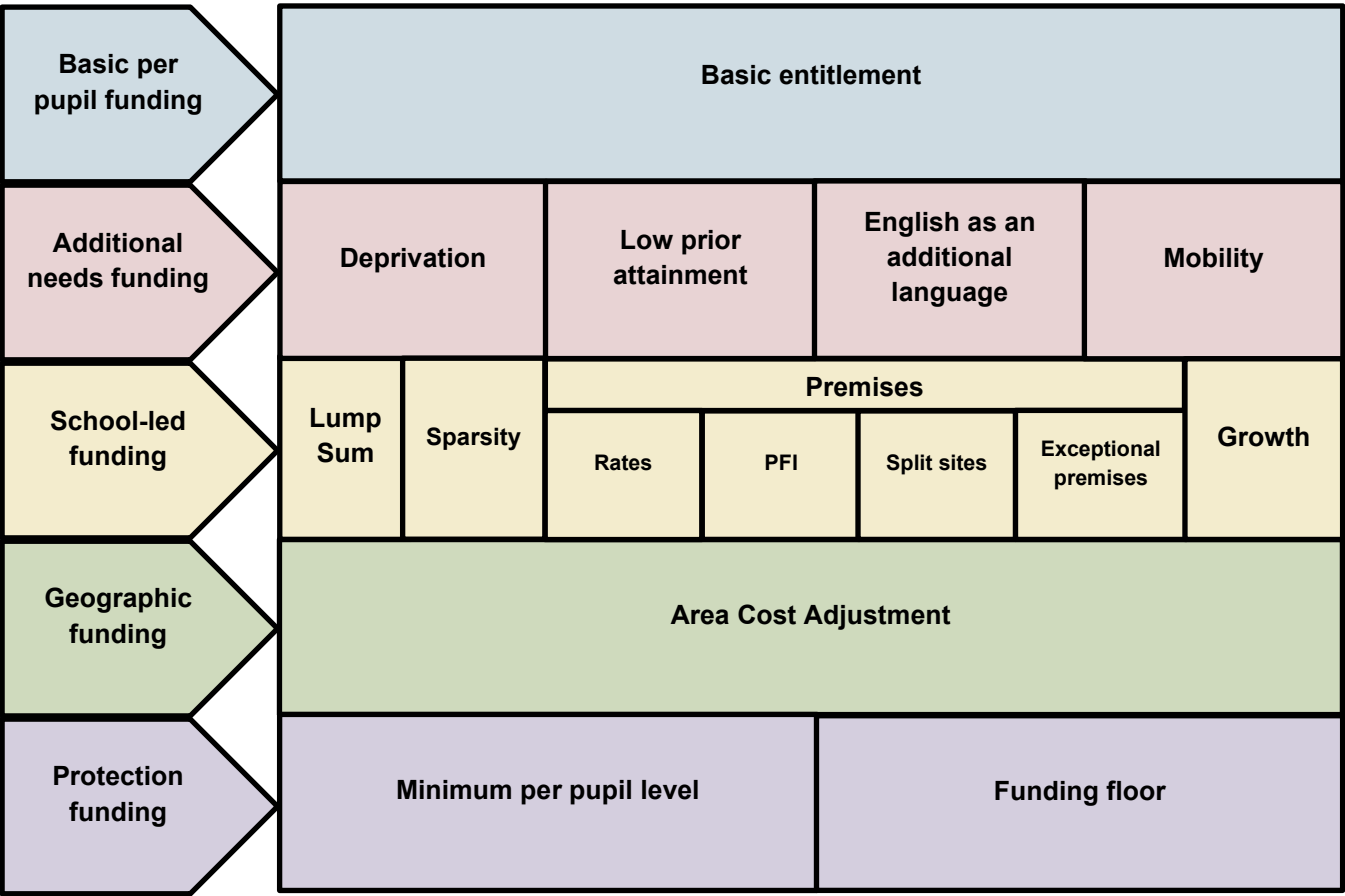 Basic per
pupil funding
Basic entitlement
Additional
needs funding
Deprivation
Low prior
attainment
English as an
additional
language
Mobility
School-led
funding
Lump
Sum
Sparsity
Premises
Rates
PFI
Split sites
Exceptional
premises
Growth
Geographic
funding
Area Cost Adjustment
Protection
funding
Minimum per pupil level
Funding floor